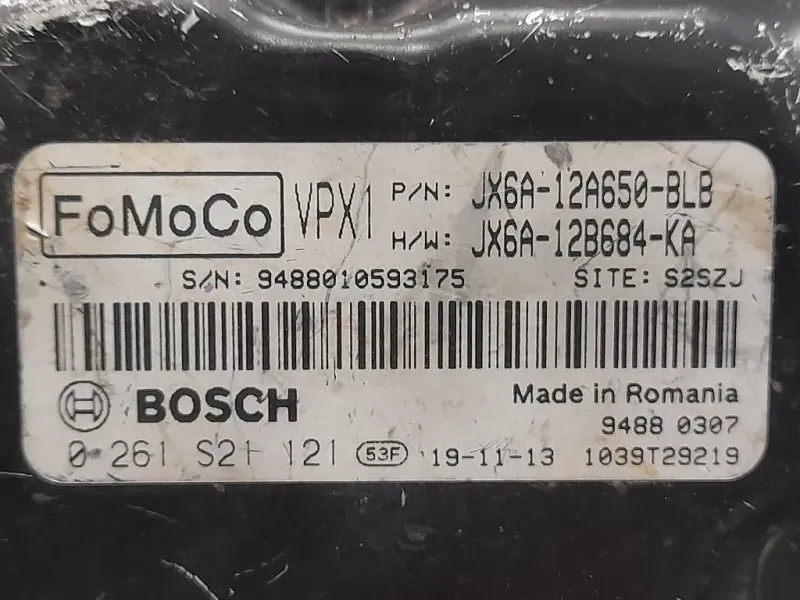 FoMoCo VPX1 P/N: JX6A-12A650-BLB
H/W: JX6A-12B684-KA
S/N: 9488010593175 SITE: S2SZJ
BOSCH Made in Romania
9488 0307
0 261 S21 121 53F 19-11-13 1039T29219